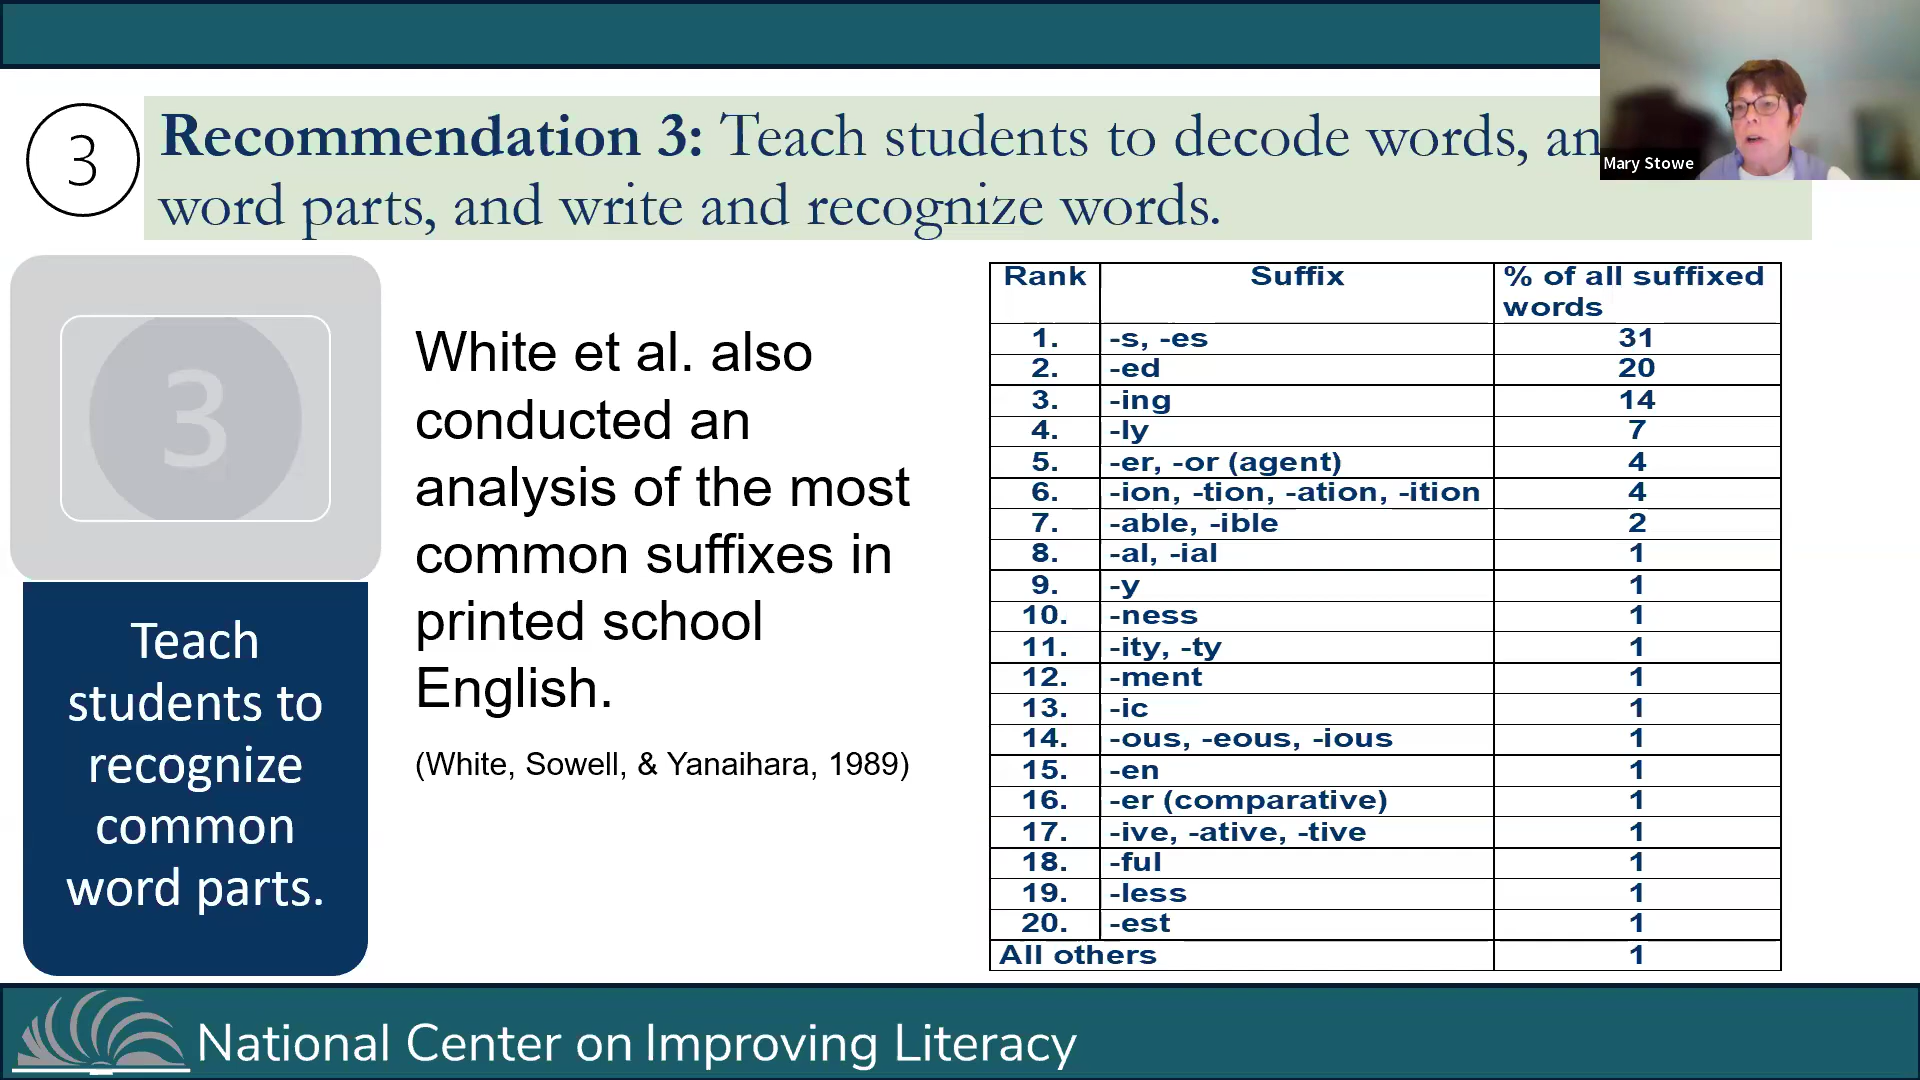 3
Recommendation 3: Teach students to decode words, an
word parts, and write and recognize words.
Mary Stowe
3
Teach
students to
recognize
common
word parts.
White et al. also
conducted an
analysis of the most
common suffixes in
printed school
English.
(White, Sowell, & Yanaihara, 1989)
Rank Suffix % of all suffixed
words
1. -s, -es 31
2. -ed 20
3. -ing 14
4. -ly 7
5. -er, -or (agent) 4
6. -ion, -tion, -ation, -ition 4
7. -able, -ible 2
8. -al, -ial 1
9. -y 1
10. -ness 1
11. -ity, -ty 1
12. -ment 1
13. -ic 1
14. -ous, -eous, -ious 1
15. -en 1
16. -er (comparative) 1
17. -ive, -ative, -tive 1
18. -ful 1
19. -less 1
20. -est 1
All others 1
National Center on Improving Literacy